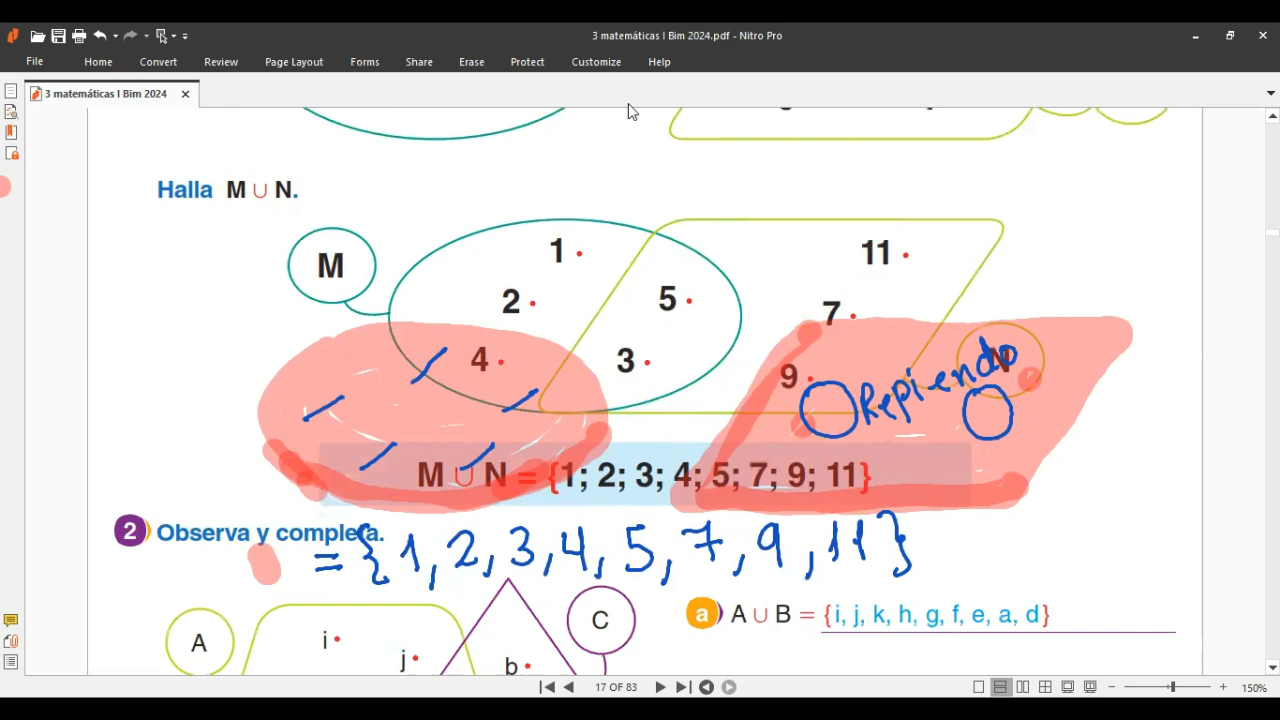 3 matemáticas I Bim 2024.pdf - Nitro Pro
File Home Convert Review Page Layout Forms Share Erase Protect Customize Help
3 matemáticas I Bim 2024
Halla M ∪ N.
M
1
11
2
5
7
4
3
9
N
Repiendo
M ∪ N = {1; 2; 3; 4; 5; 7; 9; 11}
2 Observa y completa.
= {1, 2, 3, 4, 5, 7, 9, 11}
A
i
j
C
b
a A ∪ B = {i, j, k, h, g, f, e, a, d}
17 OF 83
150%